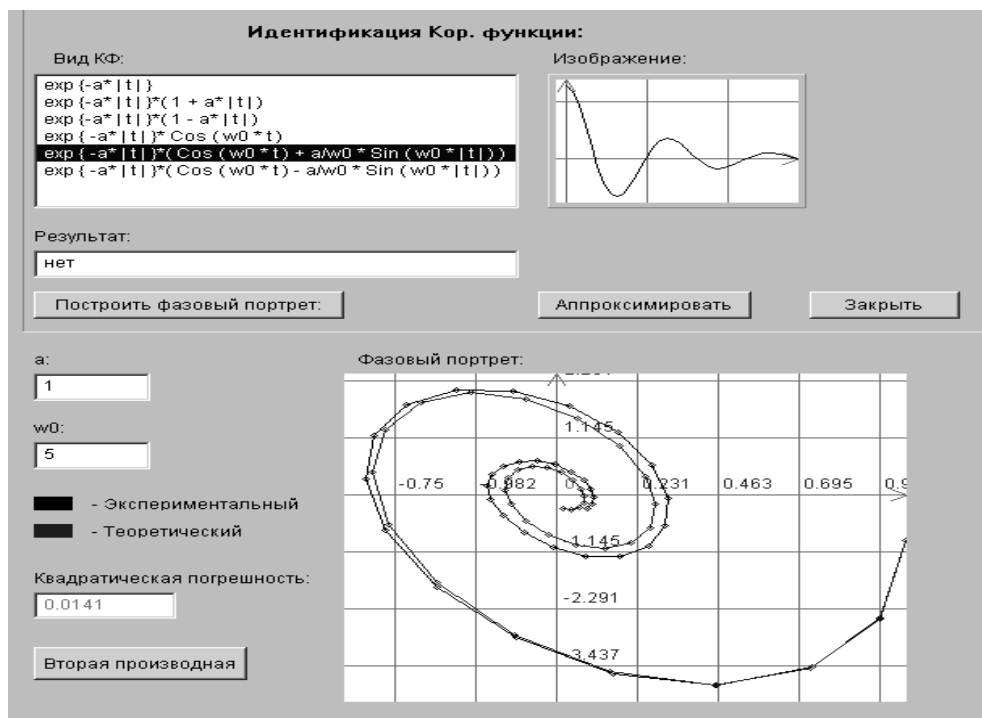 Идентификация Кор. функции:
Вид КФ:
Изображение:
exp {-a* |t| }
exp {-a* |t| }*(1 + a* |t|)
exp {-a* |t| }*(1 - a* |t|)
exp { -a* |t| }* Cos (w0 * t)
exp { -a* |t| }*( Cos (w0 * t) + a/w0 * Sin (w0 * |t| ))
exp { -a* |t| }*( Cos (w0 * t) - a/w0 * Sin (w0 * |t| ))
Результат:
нет
Построить фазовый портрет:
Аппроксимировать
Закрыть
a:
Фазовый портрет:
1
w0:
5
1.145
-0.75
0.231
0.463
0.695
- Экспериментальный
- Теоретический
1.145
Квадратическая погрешность:
0.0141
-2.291
3.437
Вторая производная